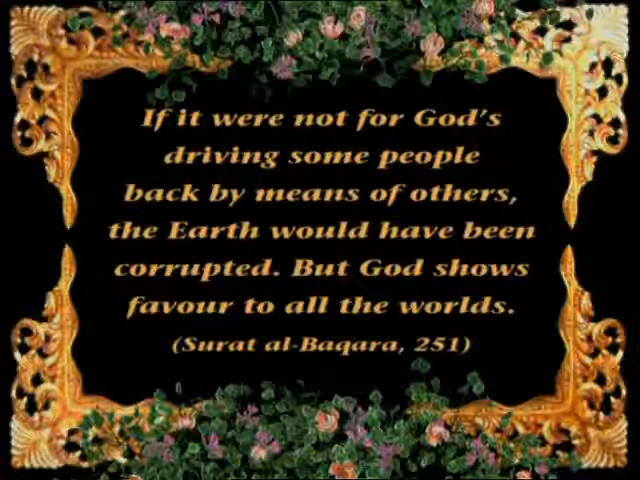 If it were not for God's
driving some people
back by means of others,
the Earth would have been
corrupted. But God shows
favour to all the worlds.
(Surat al-Baqara, 251)